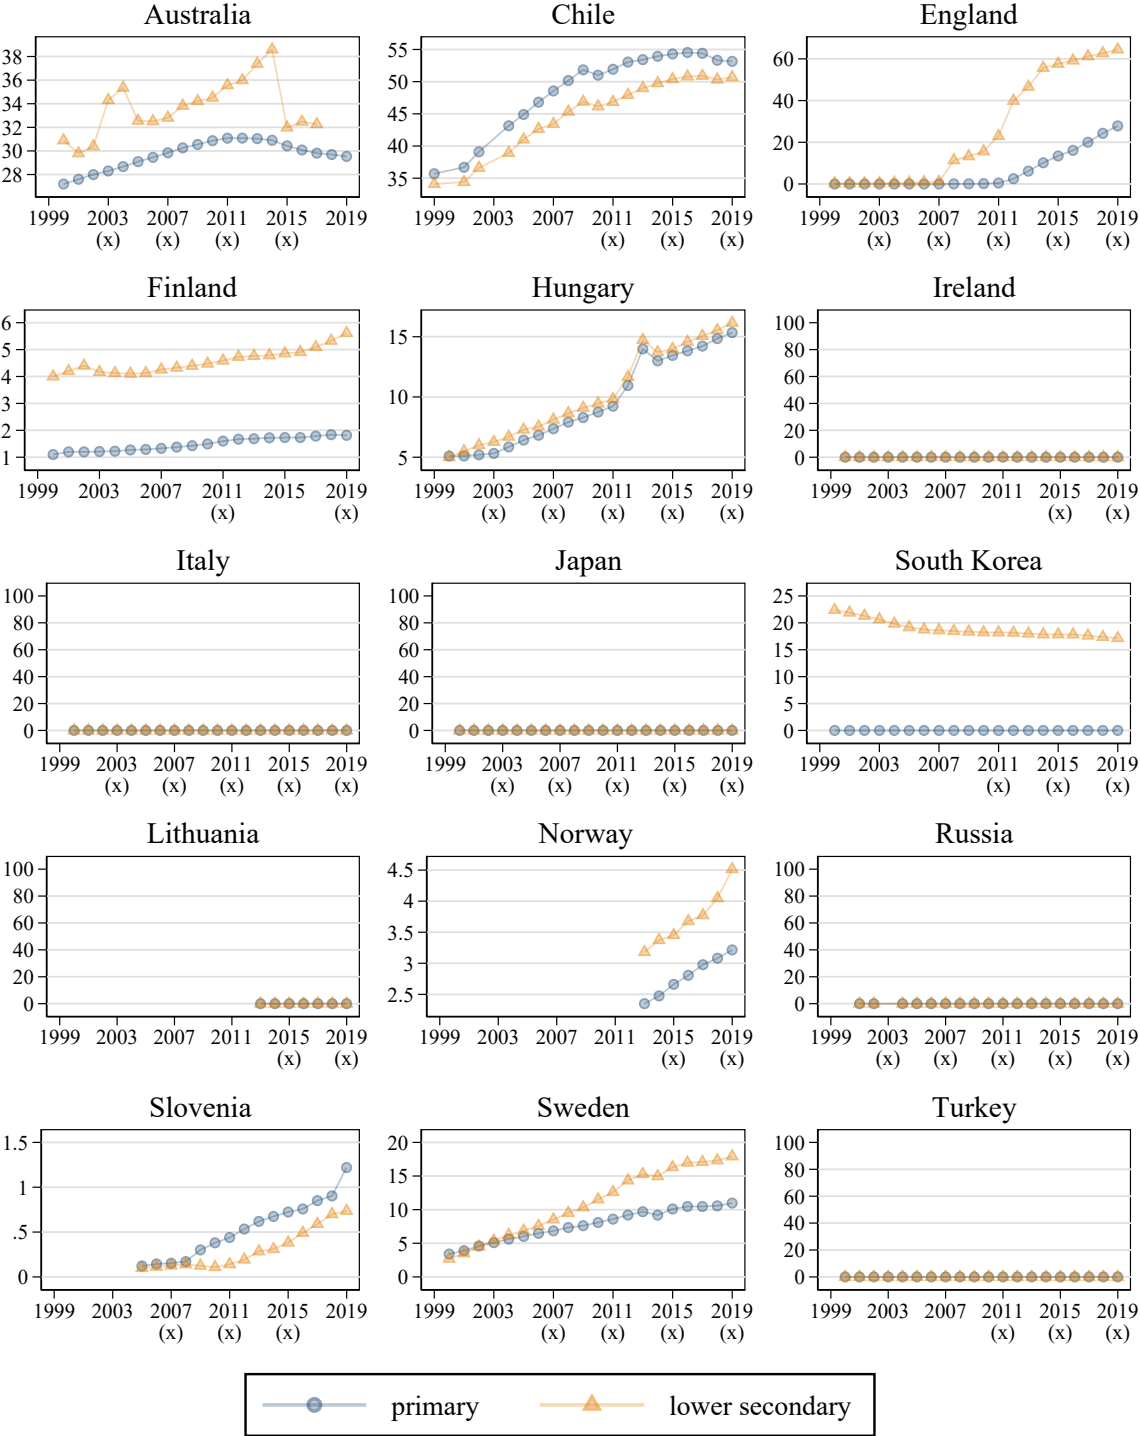 Australia Chile England
38
36
34
32
30
28
1999 2003 2007 2011 2015 2019
(x) (x) (x) (x)
55
50
45
40
35
1999 2003 2007 2011 2015 2019
(x) (x) (x)
60
40
20
0
1999 2003 2007 2011 2015 2019
(x) (x) (x) (x) (x)
Finland Hungary Ireland
6
5
4
3
2
1
1999 2003 2007 2011 2015 2019
(x) (x)
15
10
5
1999 2003 2007 2011 2015 2019
(x) (x) (x) (x) (x)
100
80
60
40
20
0
1999 2003 2007 2011 2015 2019
(x) (x)
Italy Japan South Korea
100
80
60
40
20
0
1999 2003 2007 2011 2015 2019
(x) (x) (x) (x) (x)
100
80
60
40
20
0
1999 2003 2007 2011 2015 2019
(x) (x) (x) (x) (x)
25
20
15
10
5
0
1999 2003 2007 2011 2015 2019
(x) (x) (x)
Lithuania Norway Russia
100
80
60
40
20
0
1999 2003 2007 2011 2015 2019
(x) (x)
4.5
4
3.5
3
2.5
1999 2003 2007 2011 2015 2019
(x) (x)
100
80
60
40
20
0
1999 2003 2007 2011 2015 2019
(x) (x) (x) (x) (x)
Slovenia Sweden Turkey
1.5
1
.5
0
1999 2003 2007 2011 2015 2019
(x) (x) (x)
20
15
10
5
0
1999 2003 2007 2011 2015 2019
(x) (x) (x) (x)
100
80
60
40
20
0
1999 2003 2007 2011 2015 2019
(x) (x) (x)
primary lower secondary